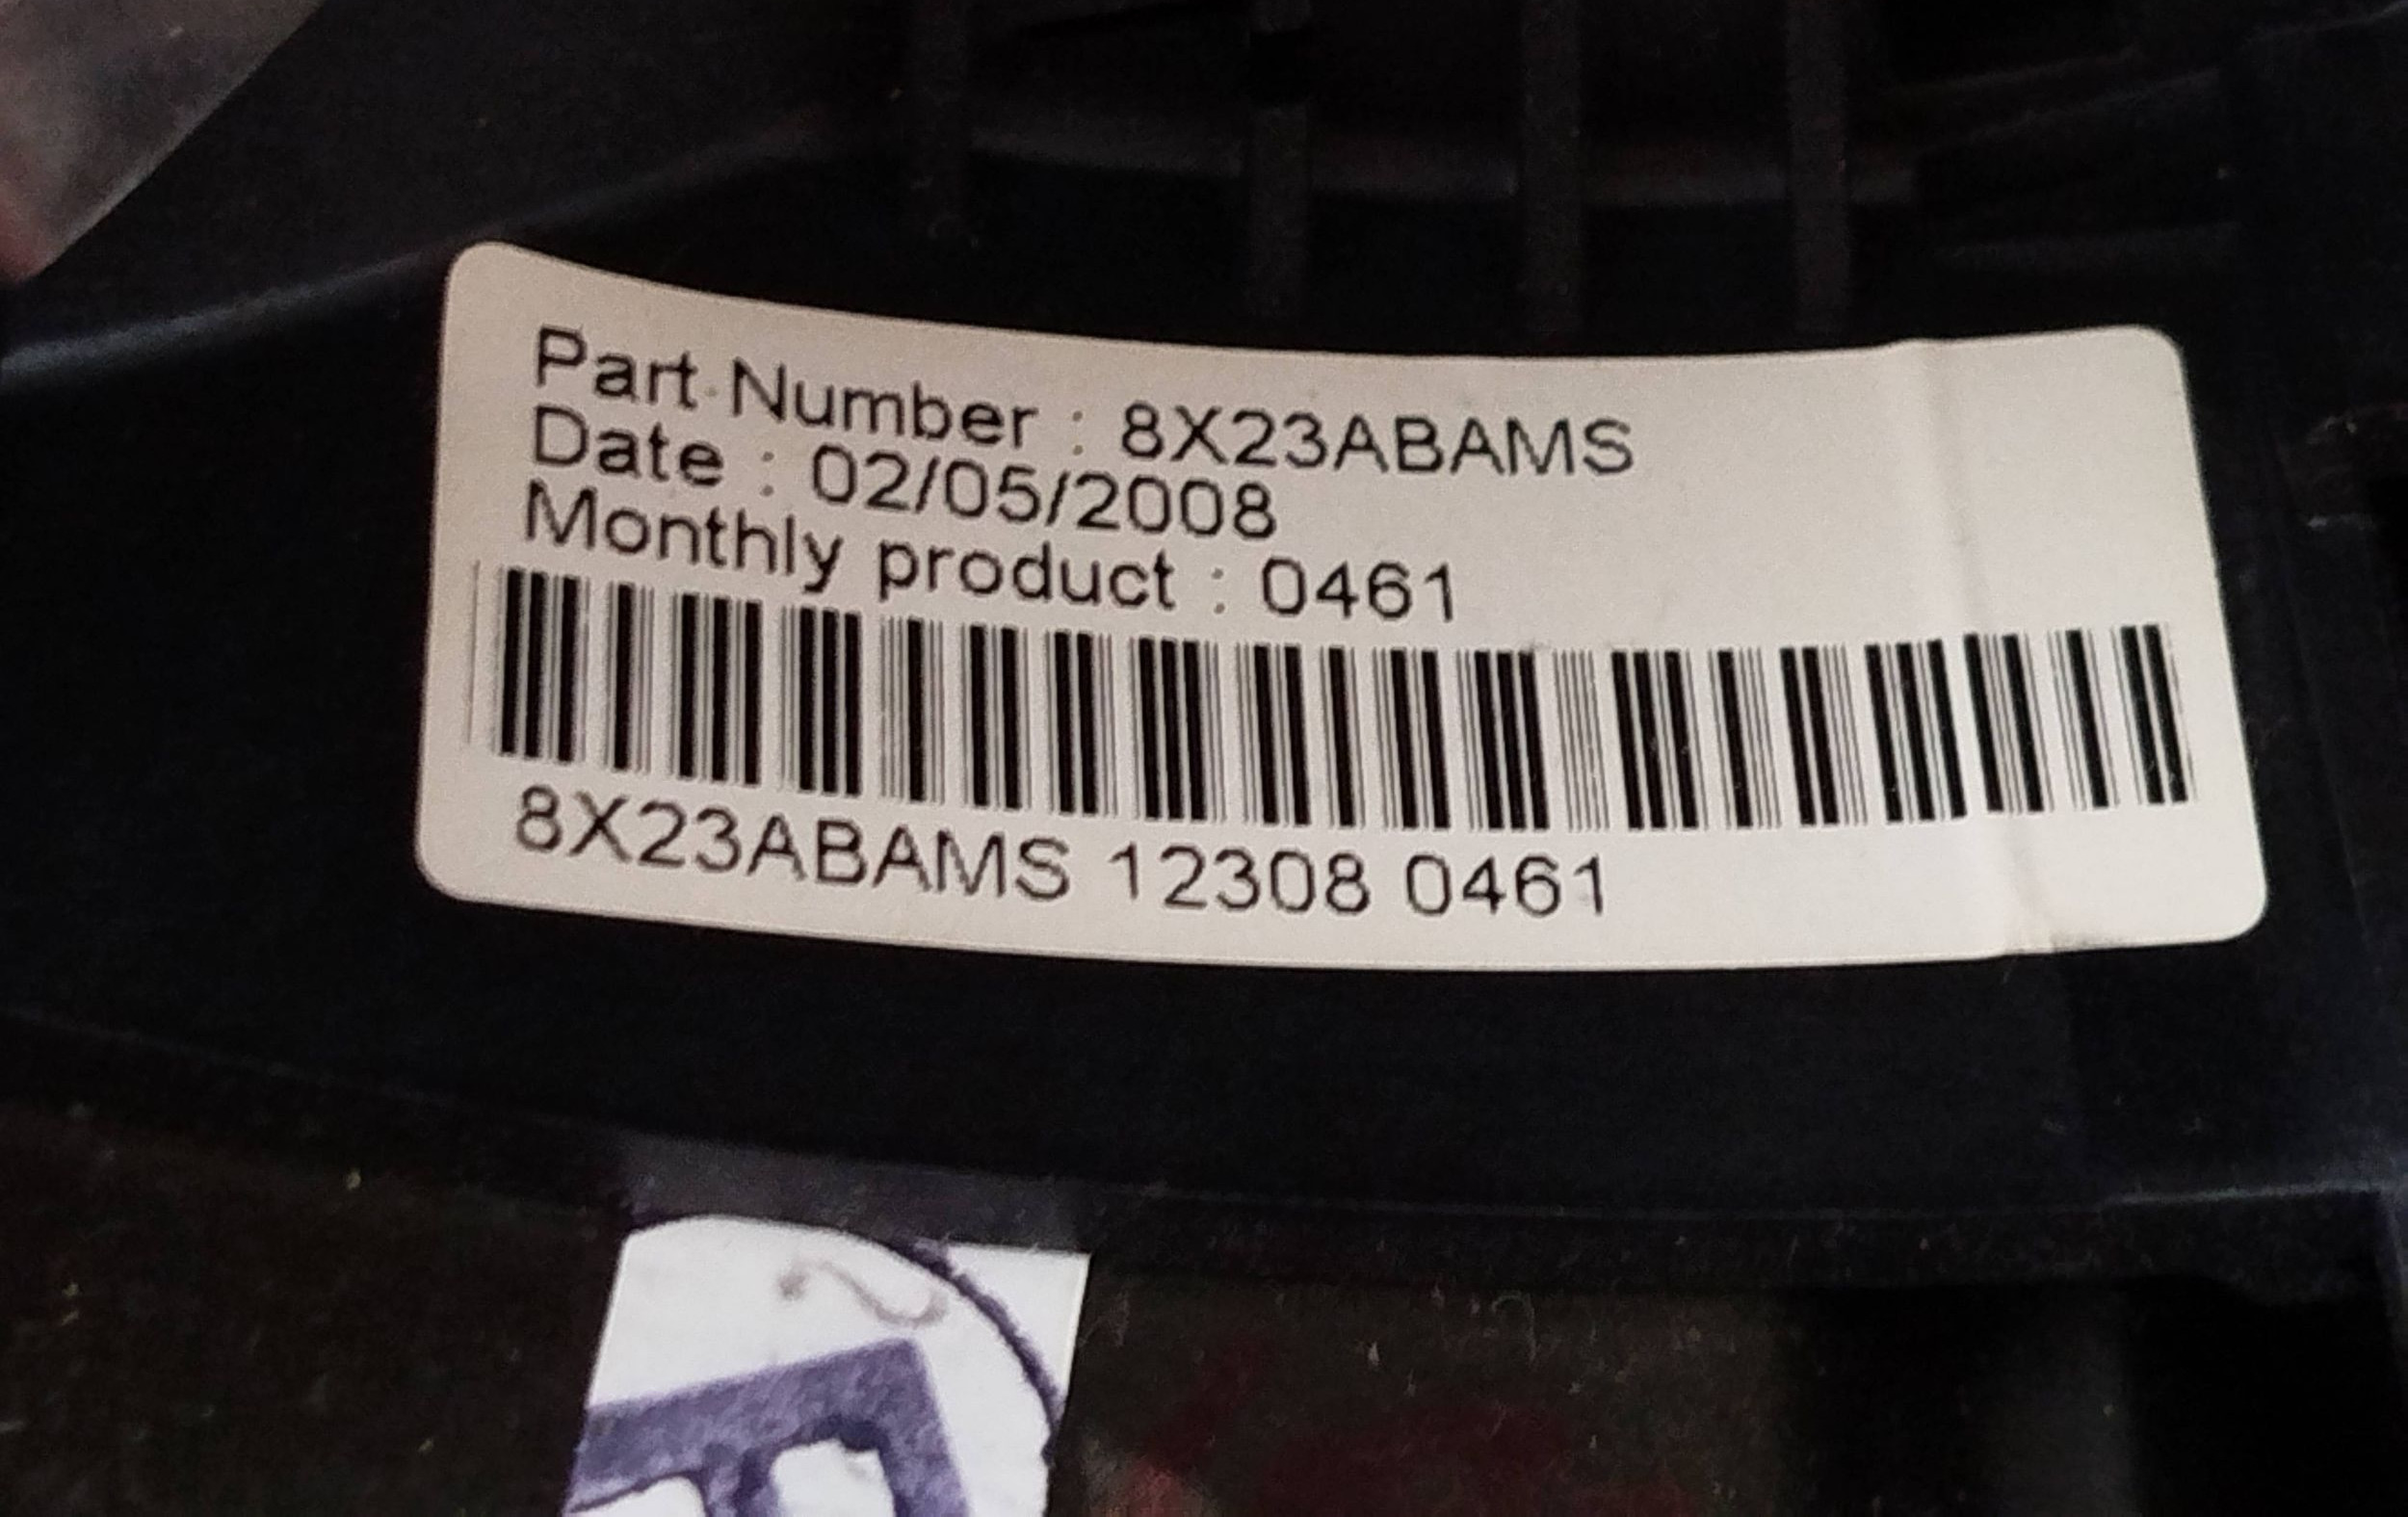 Part Number : 8X23ABAMS
Date : 02/05/2008
Monthly product : 0461
8X23ABAMS 12308 0461